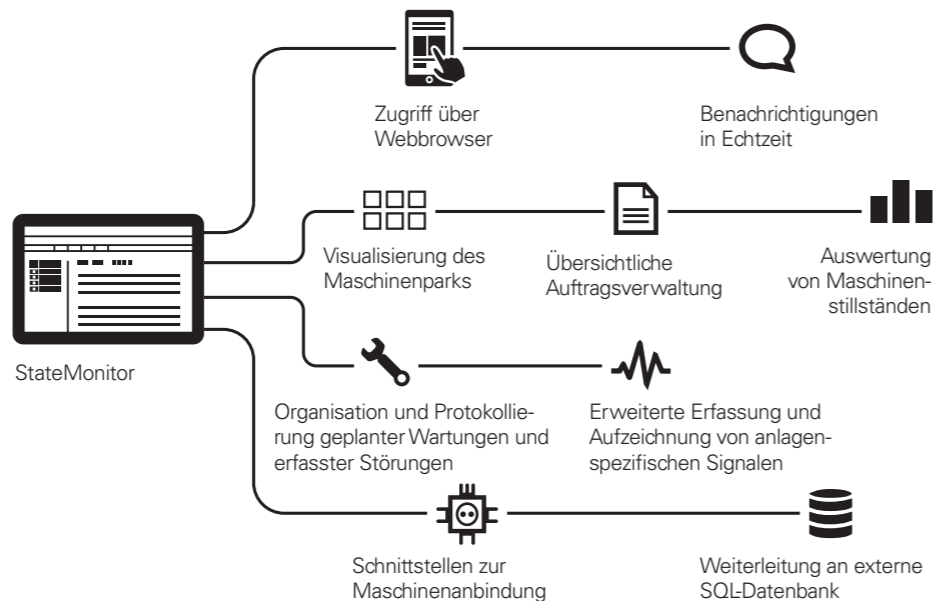 Zugriff über
Webbrowser
Benachrichtigungen
in Echtzeit
Visualisierung des
Maschinenparks
Übersichtliche
Auftragsverwaltung
Auswertung
von Maschinen-
stillständen
StateMonitor
Organisation und Protokollie-
rung geplanter Wartungen und
erfasster Störungen
Erweiterte Erfassung und
Aufzeichnung von anlagen-
spezifischen Signalen
Schnittstellen zur
Maschinenanbindung
Weiterleitung an externe
SQL-Datenbank